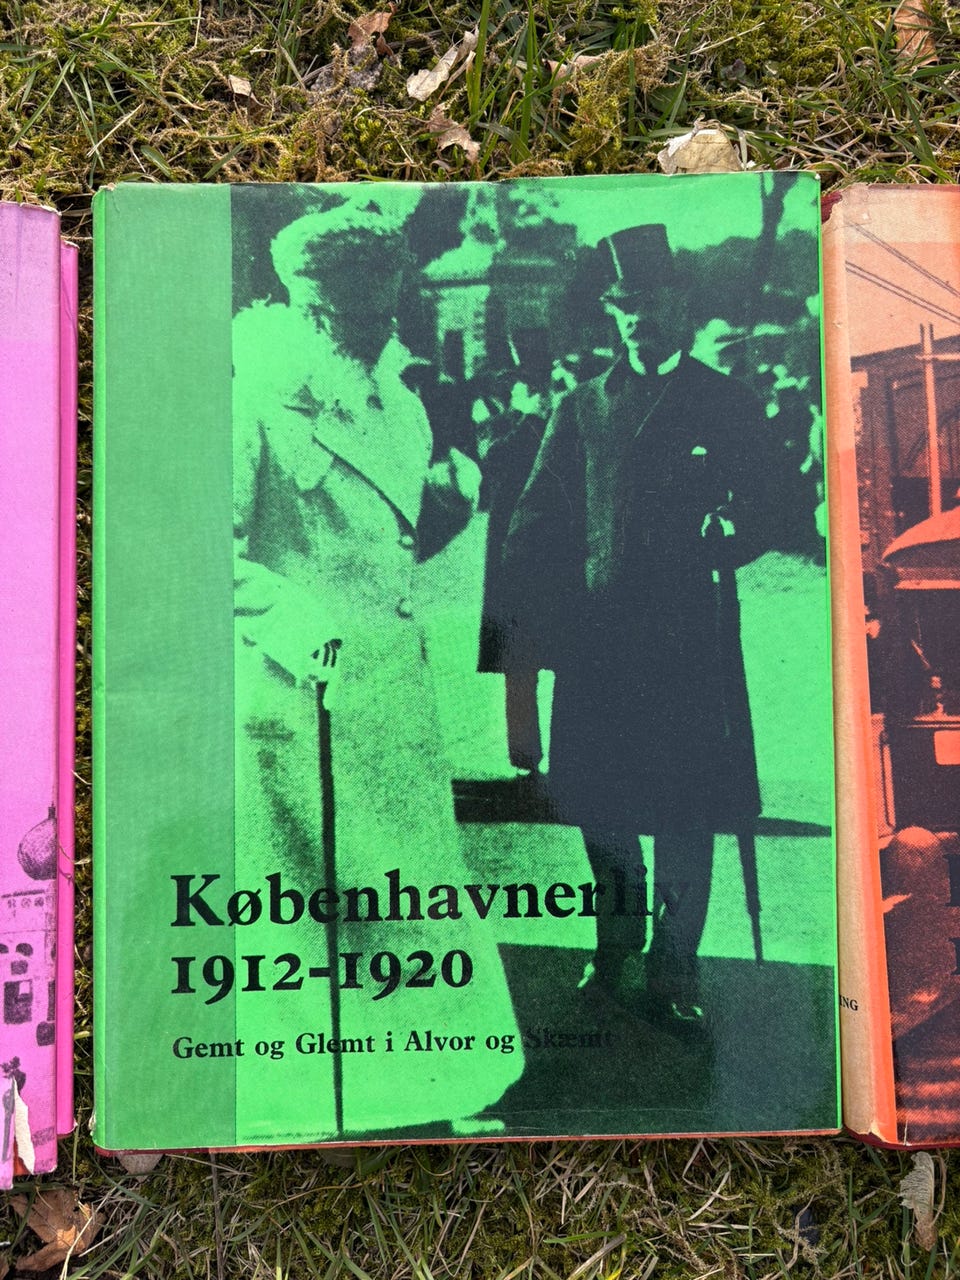 Københavnerliv
1912-1920
Gemt og Glemt i Alvor og Skæmt